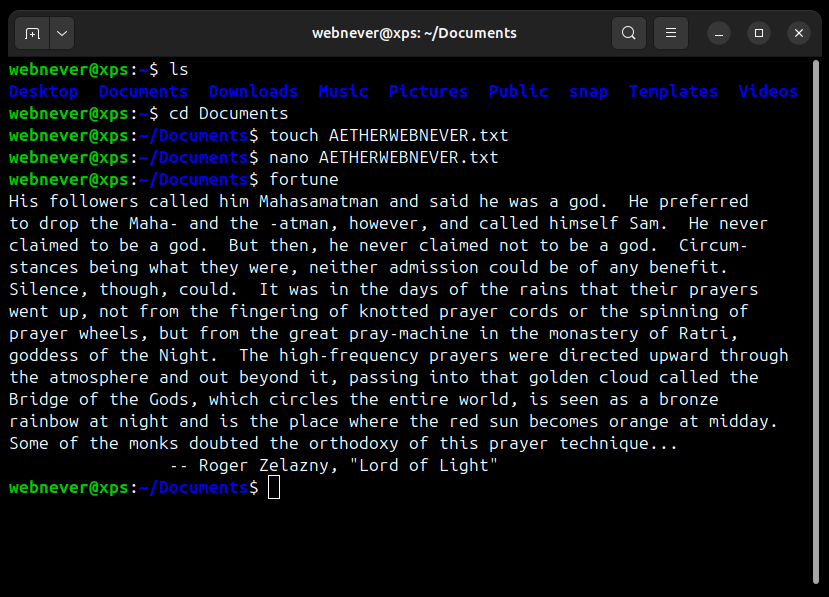 webnever@xps: ~/Documents
webnever@xps:~$ ls
Desktop  Documents  Downloads  Music  Pictures  Public  snap  Templates  Videos
webnever@xps:~$ cd Documents
webnever@xps:~/Documents$ touch AETHERWEBNEVER.txt
webnever@xps:~/Documents$ nano AETHERWEBNEVER.txt
webnever@xps:~/Documents$ fortune
His followers called him Mahasamatman and said he was a god.  He preferred
to drop the Maha- and the -atman, however, and called himself Sam.  He never
claimed to be a god.  But then, he never claimed not to be a god.  Circum-
stances being what they were, neither admission could be of any benefit.
Silence, though, could.  It was in the days of the rains that their prayers
went up, not from the fingering of knotted prayer cords or the spinning of
prayer wheels, but from the great pray-machine in the monastery of Ratri,
goddess of the Night.  The high-frequency prayers were directed upward through
the atmosphere and out beyond it, passing into that golden cloud called the
Bridge of the Gods, which circles the entire world, is seen as a bronze
rainbow at night and is the place where the red sun becomes orange at midday.
Some of the monks doubted the orthodoxy of this prayer technique...
                -- Roger Zelazny, "Lord of Light"
webnever@xps:~/Documents$